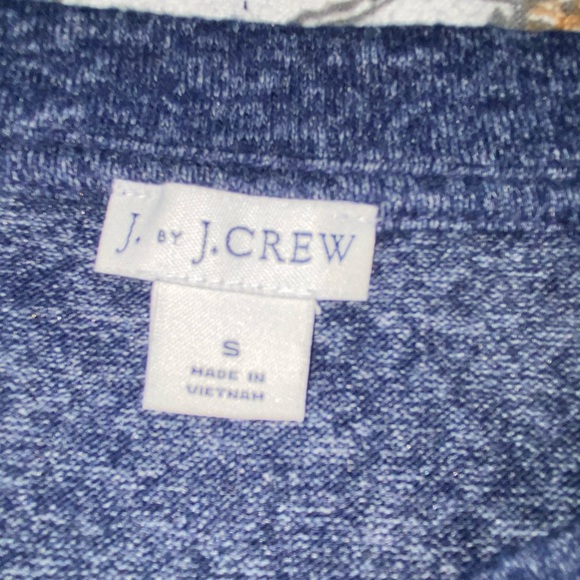 J. BY J.CREW
S
MADE IN
VIETNAM